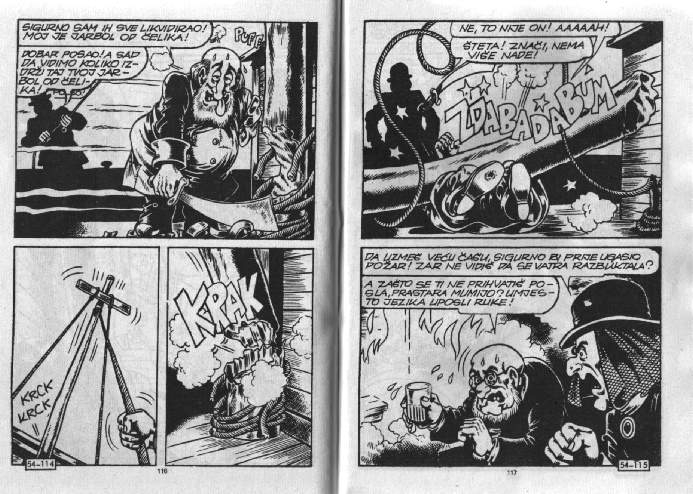 SIGURNO SAM IH SVE LIKVIDIRAO!
MOJ JE JARBOL OD ČELIKA!
PUFF
DOBAR POSAO! A SAD
DA VIDIMO KOLIKO IZ-
DRŽI TAJ TVOJ JAR-
BOL OD ČELI-
KA!
KRCK
KRCK
KRAK
54-114
116
NE, TO NIJE ON! AAAAAH!
ŠTETA! ZNAČI, NEMA
VIŠE NADE!
ZDABADABUM
DA UZMEŠ VEĆU ČAŠU, SIGURNO BI PRIJE UGASIO
POŽAR! ZAR NE VIDIŠ DA SE VATRA RAZBUKTALA?
A ZAŠTO SE TI NE PRIHVATIŠ PO-
SLA, PRASTARA MUMIJO? UMJES-
TO JEZIKA UPOSLI RUKE!
117
54-115